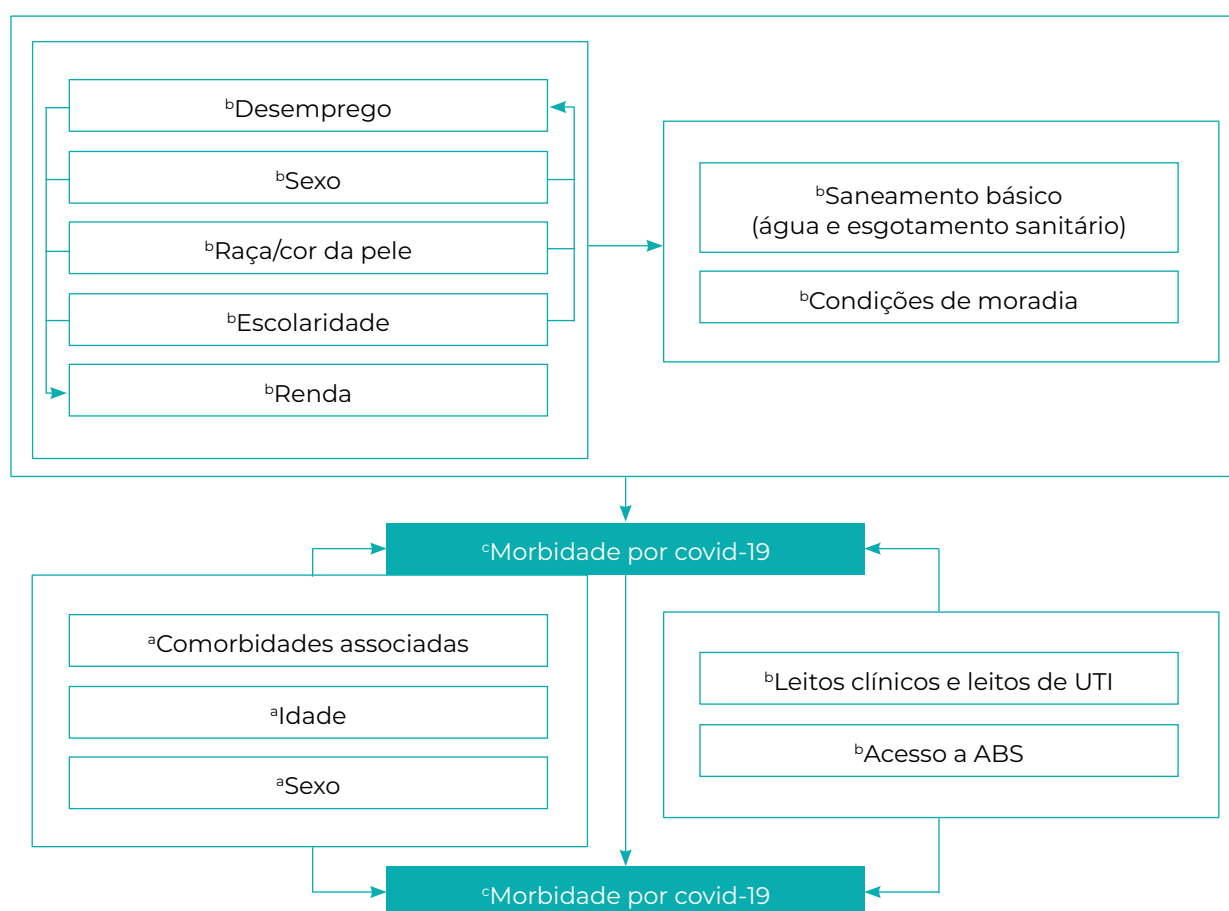 ᵇDesemprego
ᵇSexo
ᵇRaça/cor da pele
ᵇEscolaridade
ᵇRenda
ᵇSaneamento básico
(água e esgotamento sanitário)
ᵇCondições de moradia
ᶜMorbidade por covid-19
ᵃComorbidades associadas
ᵃIdade
ᵃSexo
ᵇLeitos clínicos e leitos de UTI
ᵇAcesso a ABS
ᶜMorbidade por covid-19